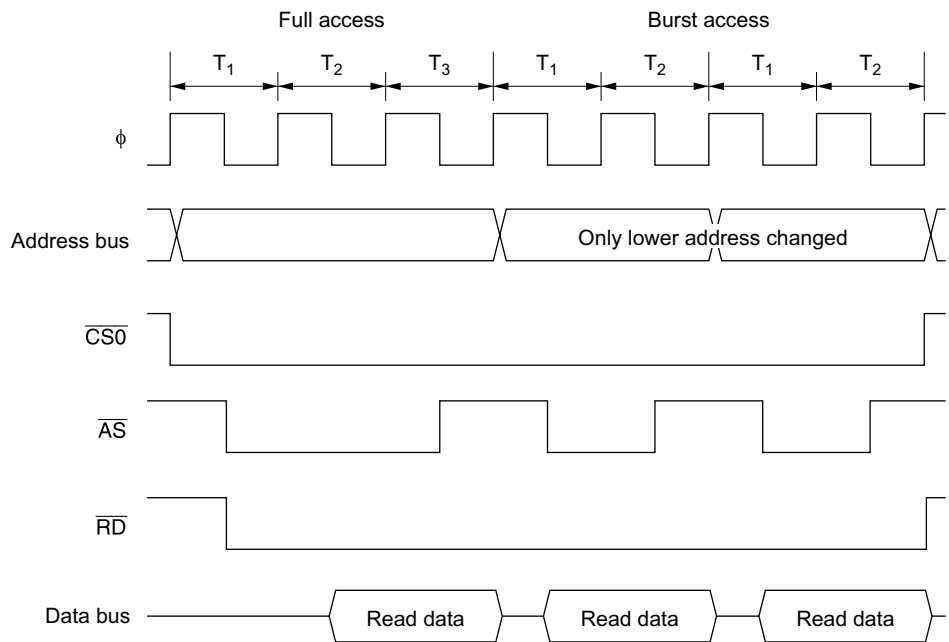 Full access Burst access
T1 T2 T3 T1 T2 T1 T2
ϕ
Address bus Only lower address changed
CS0
AS
RD
Data bus Read data Read data Read data